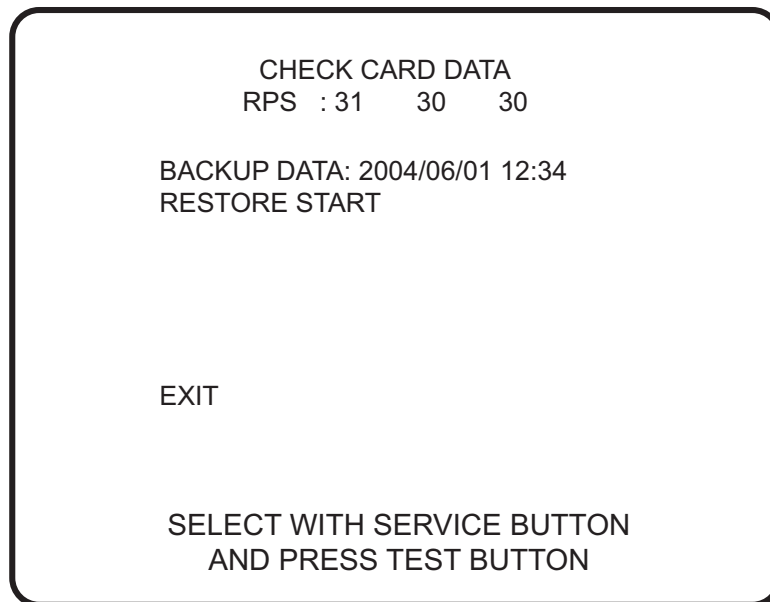 CHECK CARD DATA
RPS : 31 30 30
BACKUP DATA: 2004/06/01 12:34
RESTORE START
EXIT
SELECT WITH SERVICE BUTTON
AND PRESS TEST BUTTON